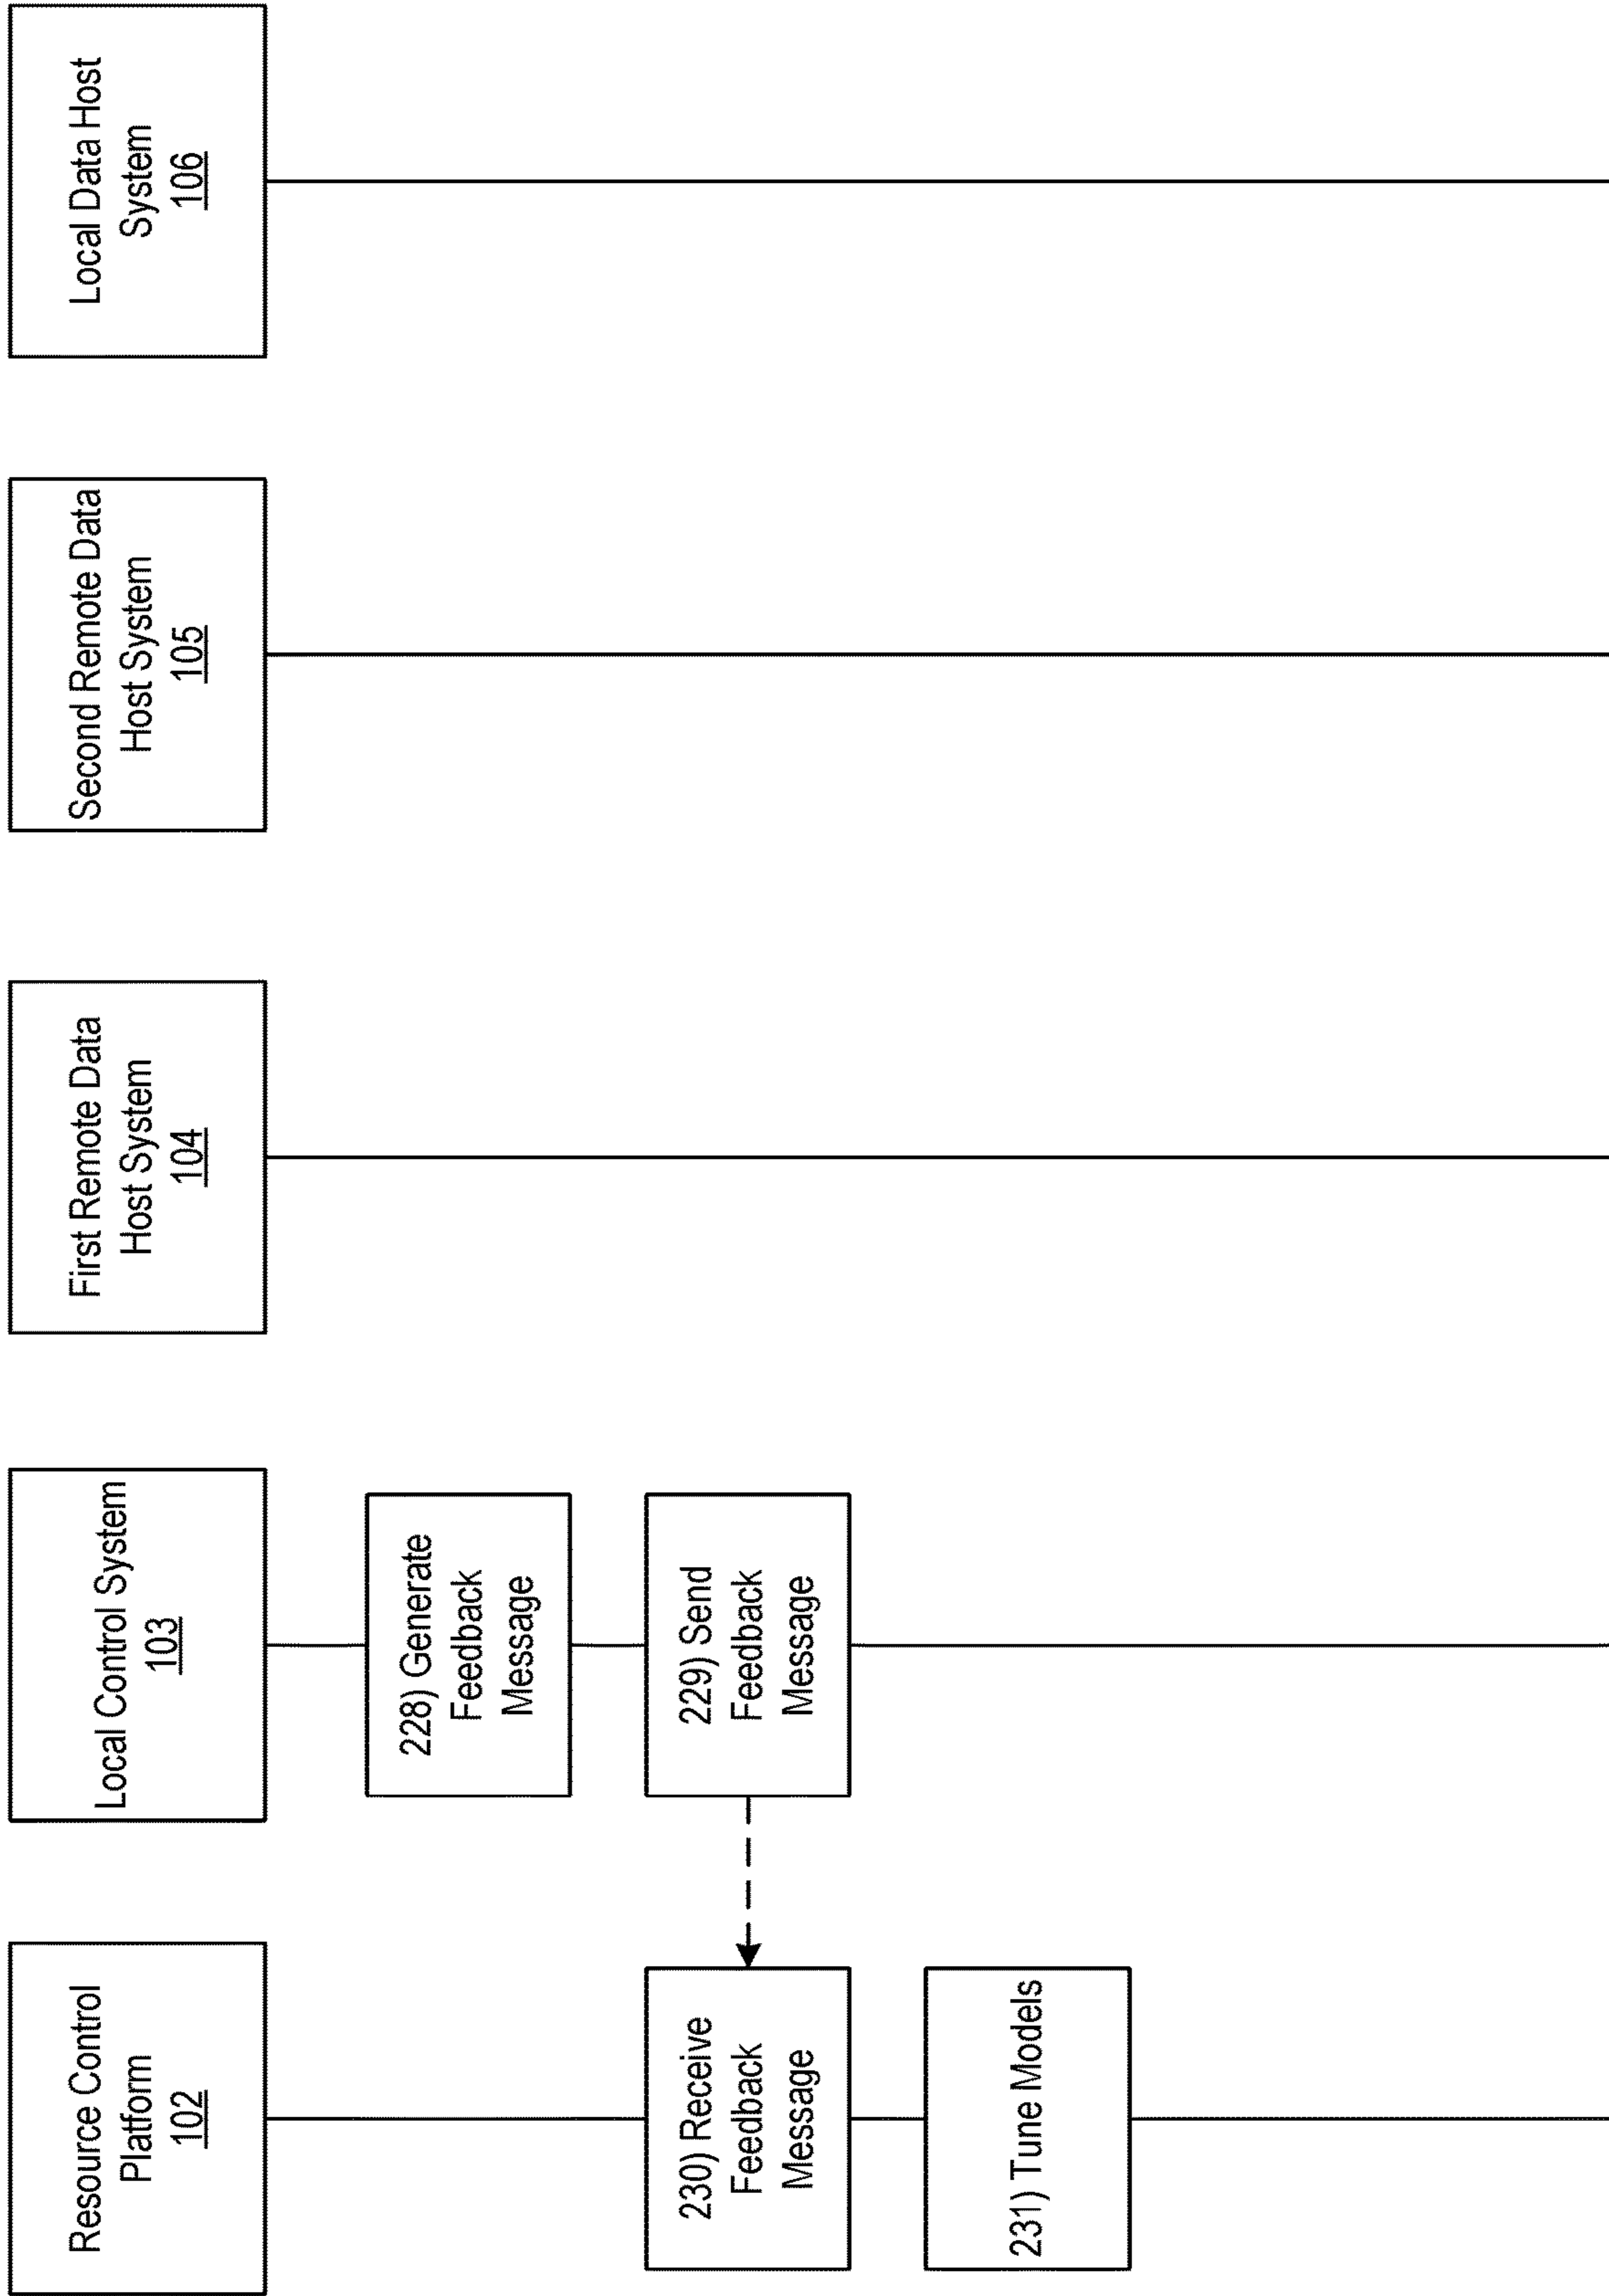 Resource Control
Platform
102
Local Control System
103
First Remote Data
Host System
104
Second Remote Data
Host System
105
Local Data Host
System
106
228) Generate
Feedback
Message
229) Send
Feedback
Message
230) Receive
Feedback
Message
231) Tune Models